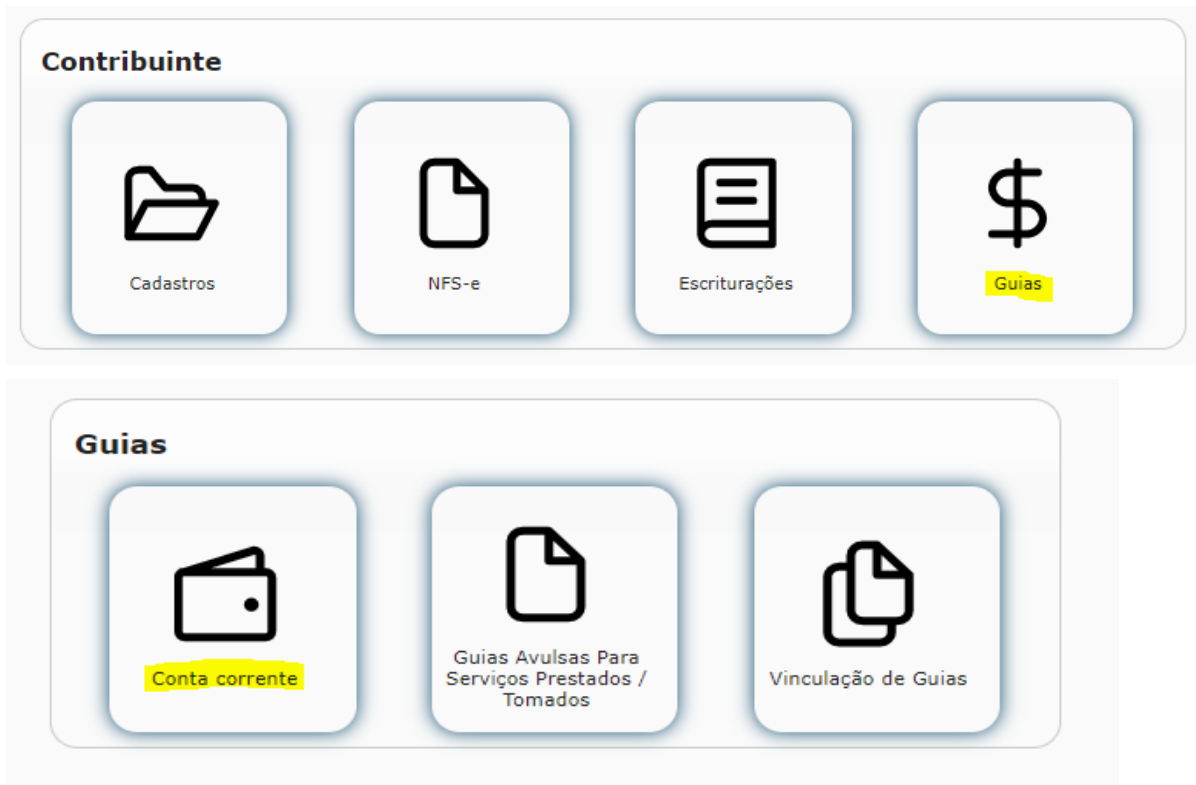 Contribuinte
Cadastros
NFS-e
Escriturações
Guias
Guias
Conta corrente
Guias Avulsas Para
Serviços Prestados /
Tomados
Vinculação de Guias